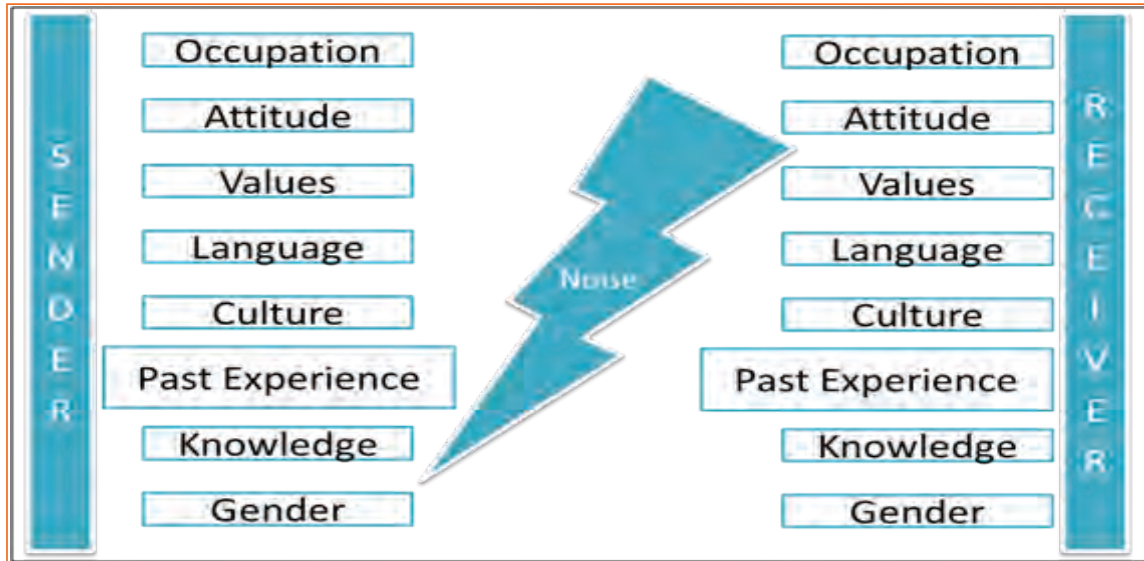 SENDER
Occupation
Attitude
Values
Language
Culture
Past Experience
Knowledge
Gender
Noise
Occupation
Attitude
Values
Language
Culture
Past Experience
Knowledge
Gender
RECEIVER